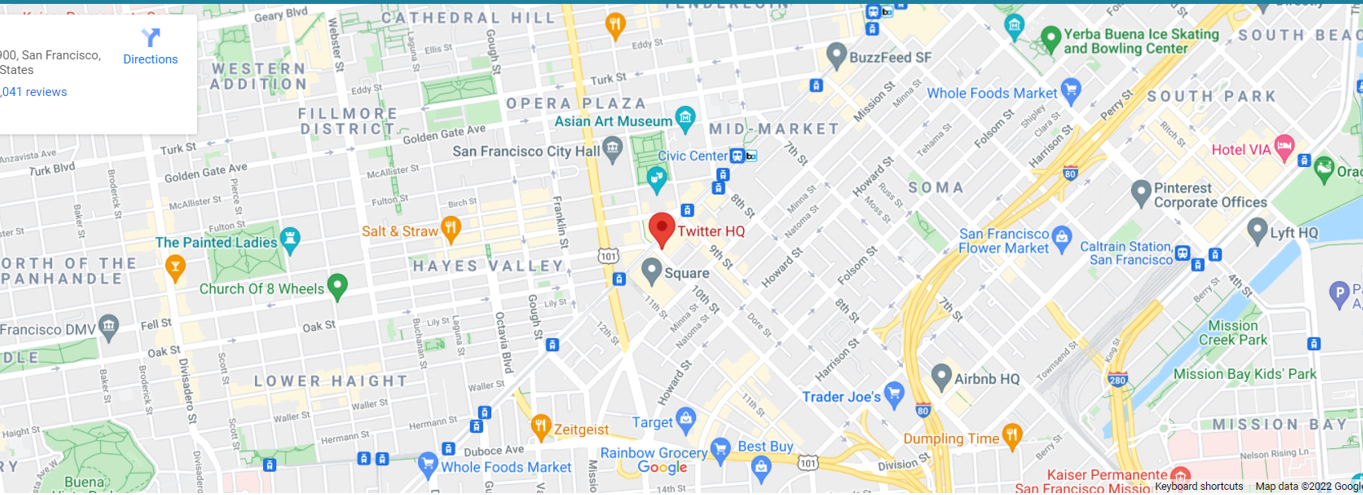 Geary Blvd
CATHEDRAL HILL
Ellis St
Eddy St
Webster St
Gough St
BuzzFeed SF
Yerba Buena Ice Skating
and Bowling Center
SOUTH BEAC
900, San Francisco,
States
,041 reviews
Directions
WESTERN
ADDITION
Turk St
Eddy St
OPERA PLAZA
FILLMORE
DISTRICT
Golden Gate Ave
Asian Art Museum
MID-MARKET
Mission St
Minna St
Whole Foods Market
Folsom St
Shipley St
Clara St
Perry St
Harrison St
Tehama St
SOUTH PARK
Ritch St
Hotel VIA
Orac
Anzavista Ave
Turk Blvd
Turk St
Golden Gate Ave
San Francisco City Hall
Civic Center
7th St
8th St
Howard St
SOMA
80
Pinterest
Corporate Offices
Broderick St
Baker St
Pierce St
McAllister St
McAllister St
Fulton St
Fulton St
Birch St
Franklin St
Minna St
Natoma St
Russ St
Moss St
Salt & Straw
The Painted Ladies
Twitter HQ
9th St
Howard St
Folsom St
San Francisco
Flower Market
Caltrain Station,
San Francisco
Lyft HQ
4th St
Berry St
ORTH OF THE
PANHANDLE
HAYES VALLEY
101
Square
Church Of 8 Wheels
Lily St
11th St
10th St
Minna St
Natoma St
Dore St
8th St
7th St
Francisco DMV
Fell St
Oak St
Oak St
Lily St
Laguna St
Buchanan St
Octavia Blvd
Gough St
12th St
Harrison St
Mission
Creek Park
Mission Bay Kids' Park
DLE
Baker St
Broderick St
Divisadero St
Scott St
LOWER HAIGHT
Waller St
Waller St
Howard St
11th St
Airbnb HQ
Townsend St
Berry St
King St
280
Trader Joe's
80
Haight St
Hermann St
Hermann St
Duboce Ave
Zeitgeist
Target
Rainbow Grocery
Best Buy
101
Division St
Dumpling Time
MISSION BAY
Nelson Rising Ln
Buena
Whole Foods Market
Google
14th St
Kaiser Permanente
San Francisco Missio
Keyboard shortcuts
Map data ©2022 Google